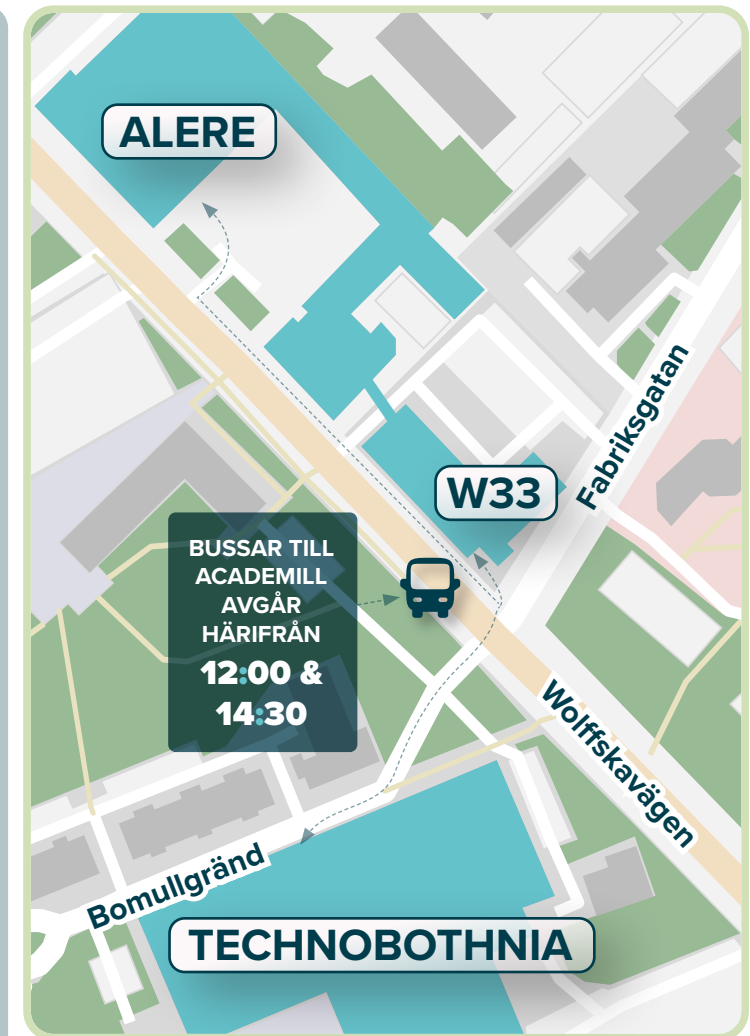 ALERE
Fabriksgatan
W33
BUSSAR TILL
ACADEMILL
AVGÅR
HÄRIFRÅN
12:00 &
14:30
Wolffskavägen
Bomullgränd
TECHNOBOTHNIA